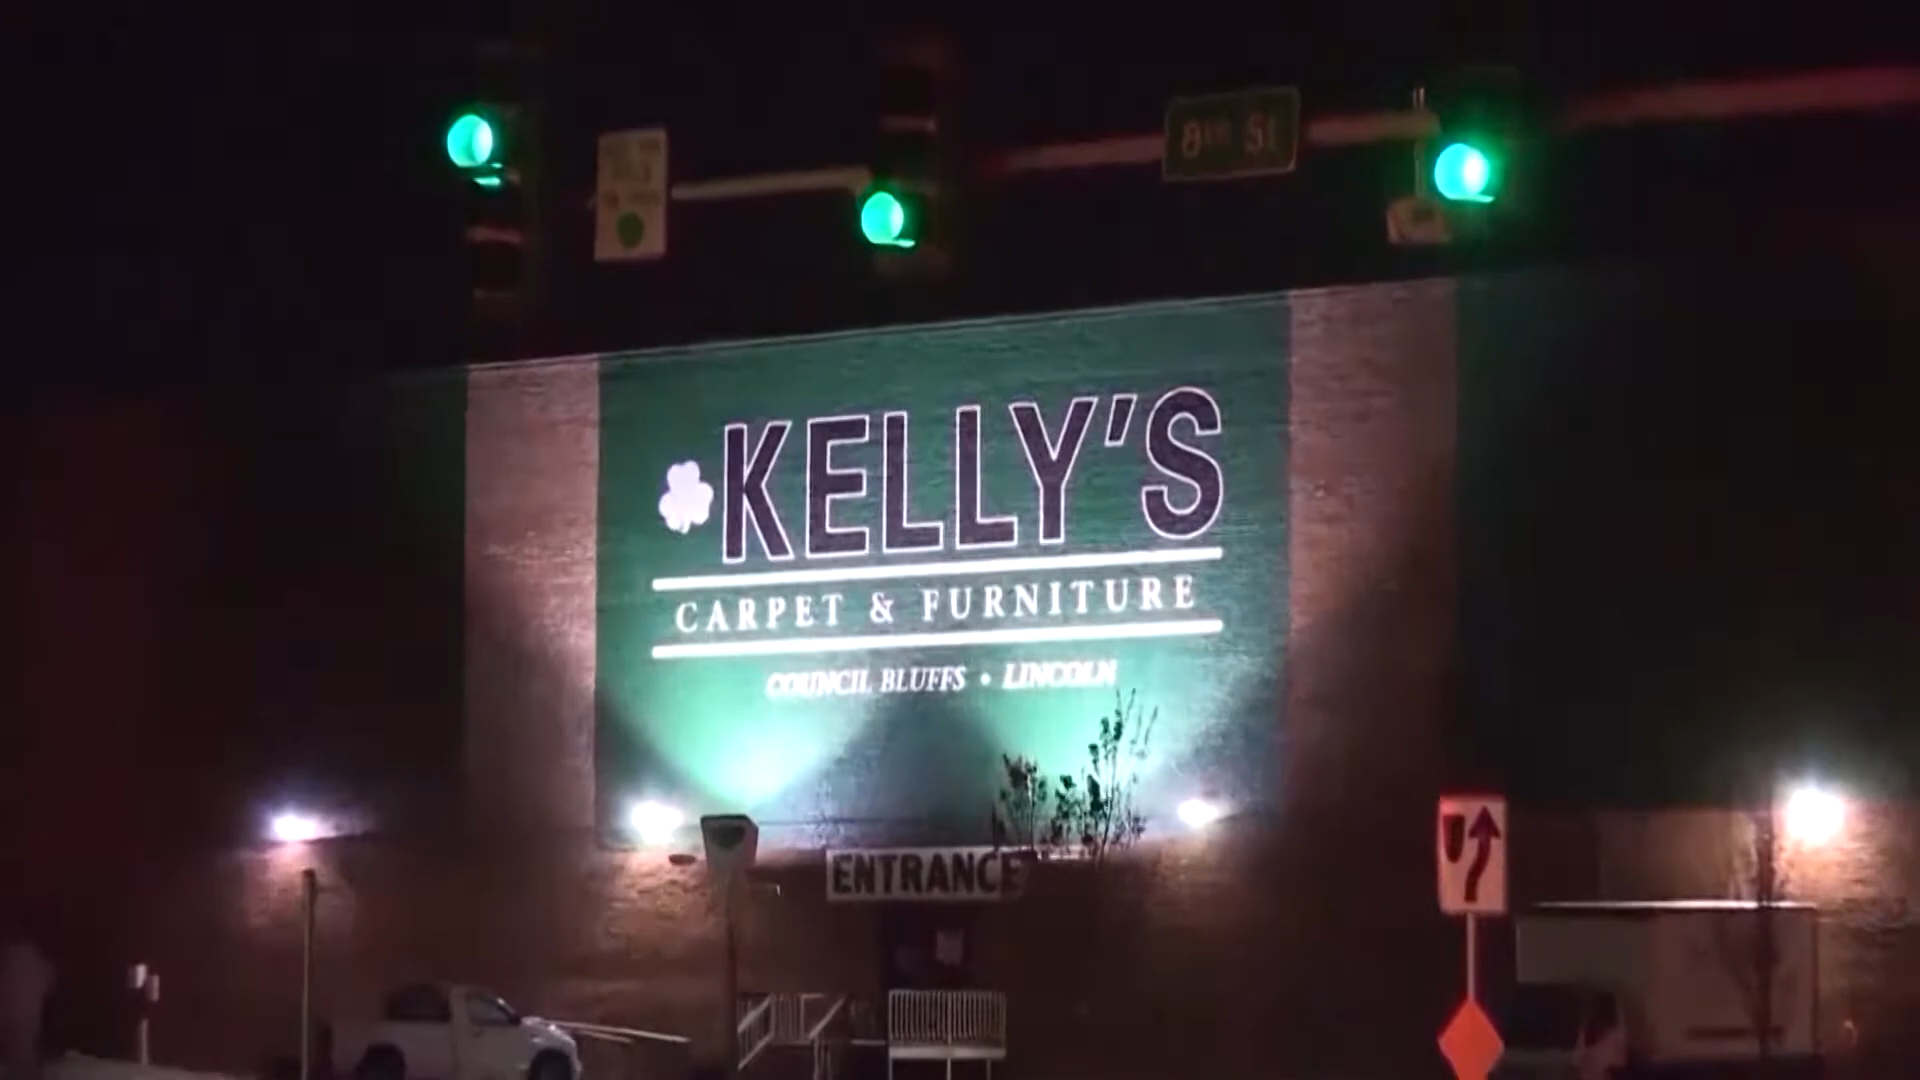 8TH St
KELLY'S
CARPET & FURNITURE
COUNCIL BLUFFS • LINCOLN
ENTRANCE